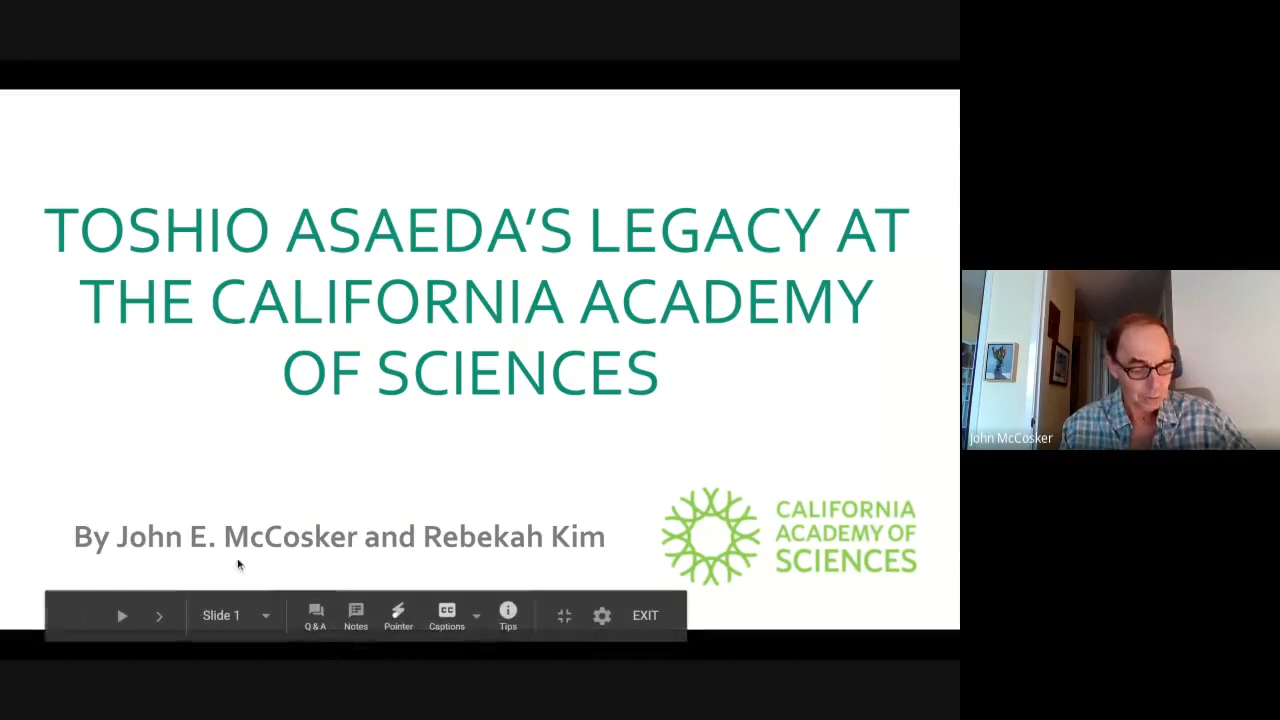 TOSHIO ASAEDA’S LEGACY AT
THE CALIFORNIA ACADEMY
OF SCIENCES
By John E. McCosker and Rebekah Kim
CALIFORNIA
ACADEMY OF
SCIENCES
Slide 1
Q & A
Notes
Pointer
CC
Captions
Tips
EXIT
John McCosker